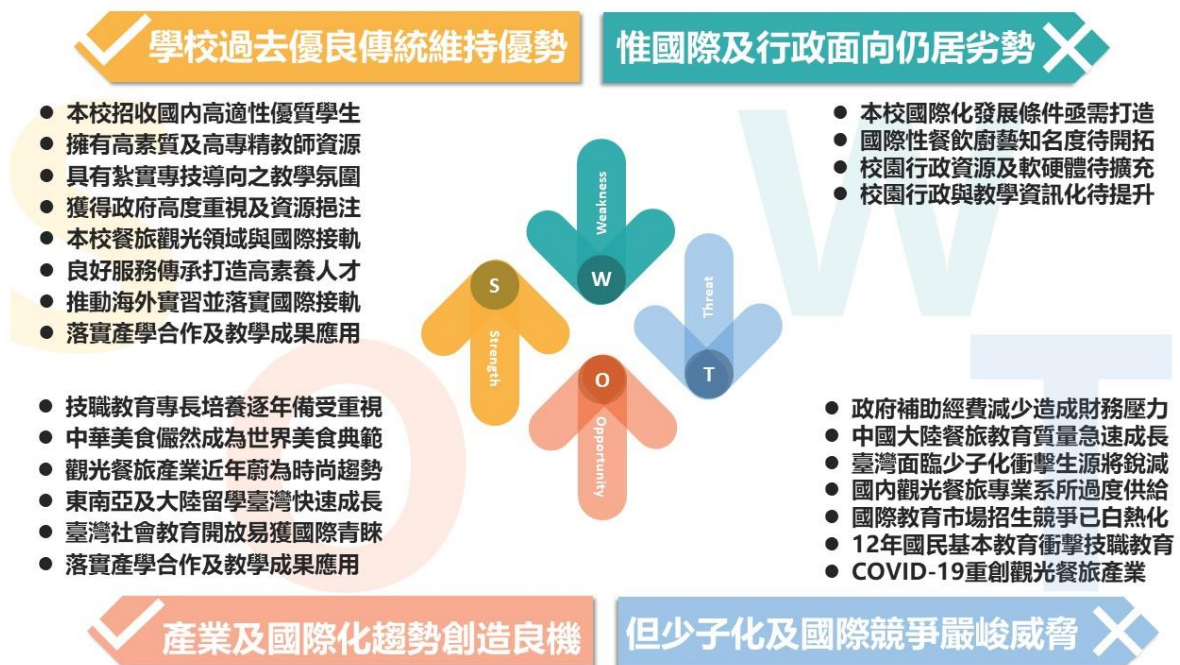 學校過去優良傳統維持優勢
惟國際及行政面向仍居劣勢
S
● 本校招收國內高適性優質學生
● 擁有高素質及高專精教師資源
● 具有紮實專技導向之教學氛圍
● 獲得政府高度重視及資源挹注
● 本校餐旅觀光領域與國際接軌
● 良好服務傳承打造高素養人才
● 推動海外實習並落實國際接軌
● 落實產學合作及教學成果應用
W
● 本校國際化發展條件亟需打造
● 國際性餐飲廚藝知名度待開拓
● 校園行政資源及軟硬體待擴充
● 校園行政與教學資訊化待提升
Weakness
W
S
Strength
Threat
T
O
Opportunity
O
● 技職教育專長培養逐年備受重視
● 中華美食儼然成為世界美食典範
● 觀光餐旅產業近年蔚為時尚趨勢
● 東南亞及大陸留學臺灣快速成長
● 臺灣社會教育開放易獲國際青睞
● 落實產學合作及教學成果應用
T
● 政府補助經費減少造成財務壓力
● 中國大陸餐旅教育質量急速成長
● 臺灣面臨少子化衝擊生源將銳減
● 國內觀光餐旅專業系所過度供給
● 國際教育市場招生競爭已白熱化
● 12年國民基本教育衝擊技職教育
● COVID-19重創觀光餐旅產業
產業及國際化趨勢創造良機
但少子化及國際競爭嚴峻威脅